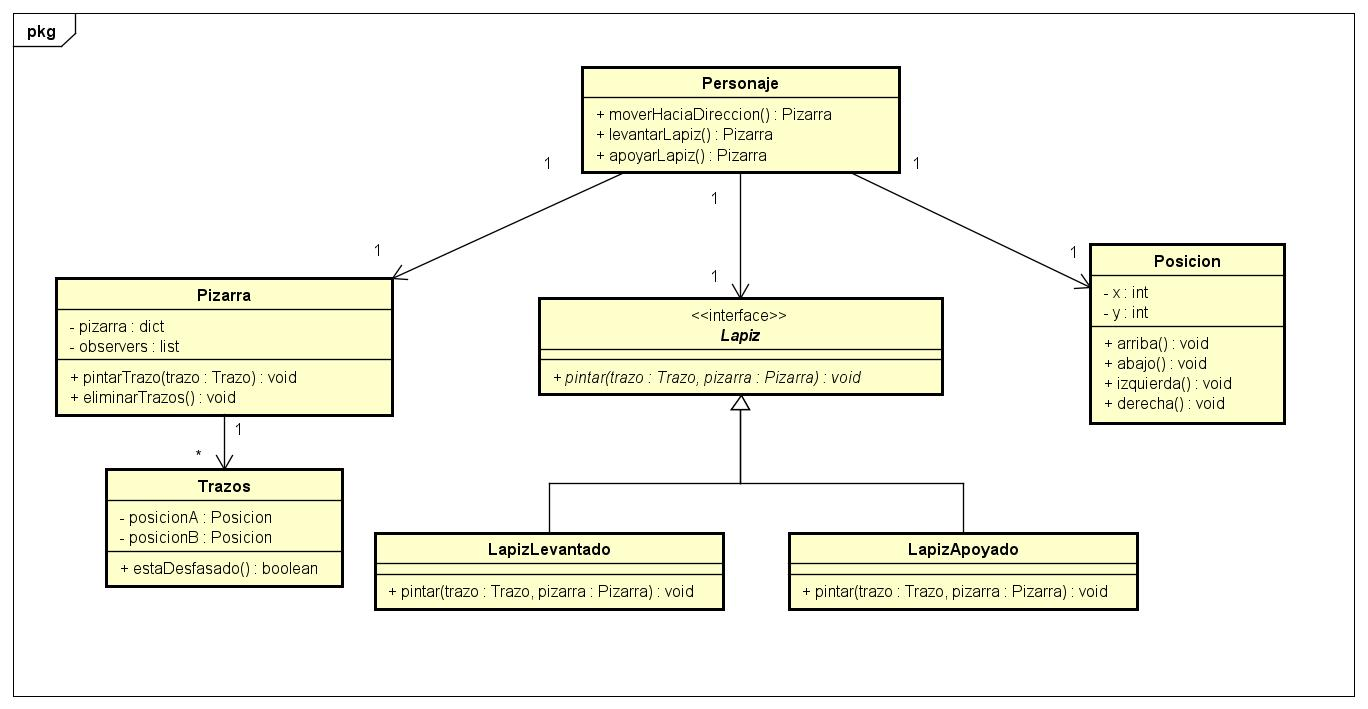 pkg
Personaje
+ moverHaciaDireccion() : Pizarra
+ levantarLapiz() : Pizarra
+ apoyarLapiz() : Pizarra
1
1
1
1
1
1
Pizarra
- pizarra : dict
- observers : list
+ pintarTrazo(trazo : Trazo) : void
+ eliminarTrazos() : void
<<interface>>
Lapiz
+ pintar(trazo : Trazo, pizarra : Pizarra) : void
Posicion
- x : int
- y : int
+ arriba() : void
+ abajo() : void
+ izquierda() : void
+ derecha() : void
1
*
Trazos
- posicionA : Posicion
- posicionB : Posicion
+ estaDesfasado() : boolean
LapizLevantado
+ pintar(trazo : Trazo, pizarra : Pizarra) : void
LapizApoyado
+ pintar(trazo : Trazo, pizarra : Pizarra) : void